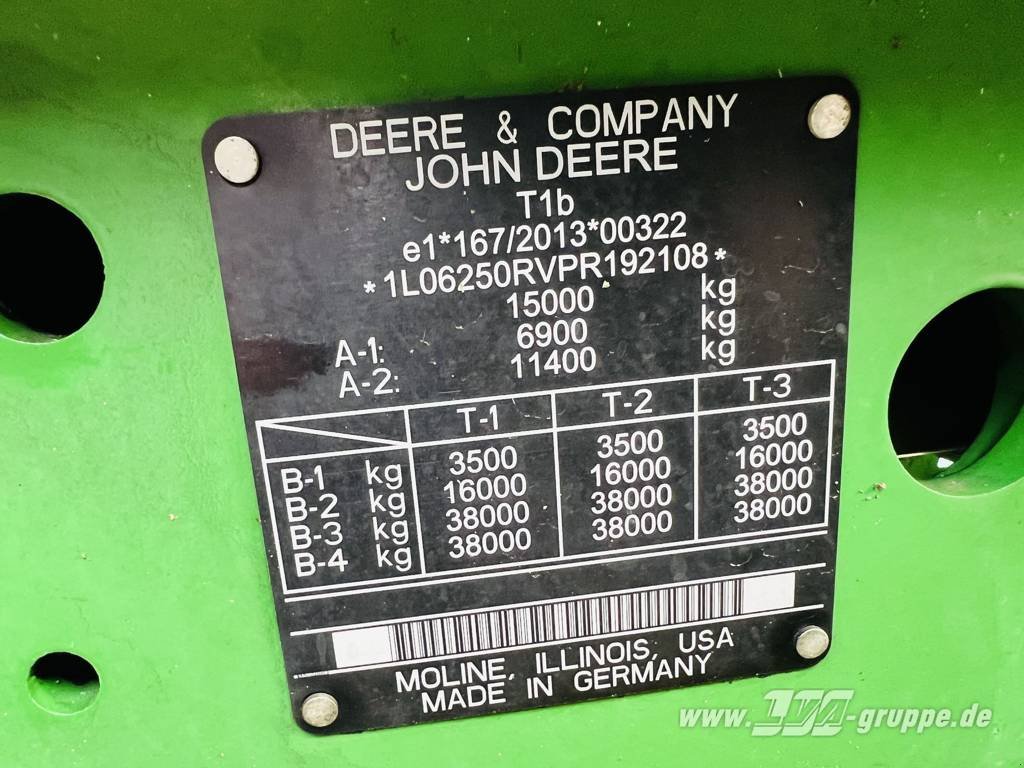 DEERE & COMPANY
JOHN DEERE
T1b
e1*167/2013*00322
*1L06250RVPR192108*
15000 kg
A-1: 6900 kg
A-2: 11400 kg
T-1 T-2 T-3
B-1 kg 3500 3500 3500
B-2 kg 16000 16000 16000
B-3 kg 38000 38000 38000
B-4 kg 38000 38000 38000
MOLINE, ILLINOIS, USA
MADE IN GERMANY
www.LVA-gruppe.de